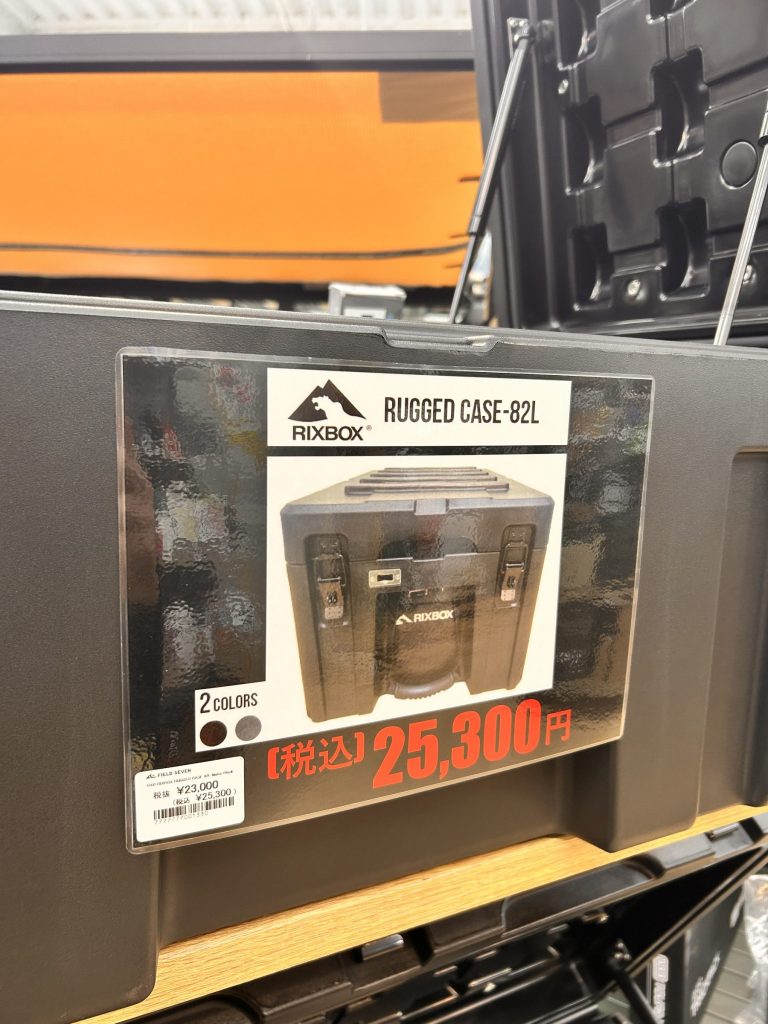 RIXBOX®
RUGGED CASE-82L
RIXBOX
2 COLORS
[税込] 25,300円
FIELD SEVEN
税抜 ¥23,000
(税込 ¥25,300)